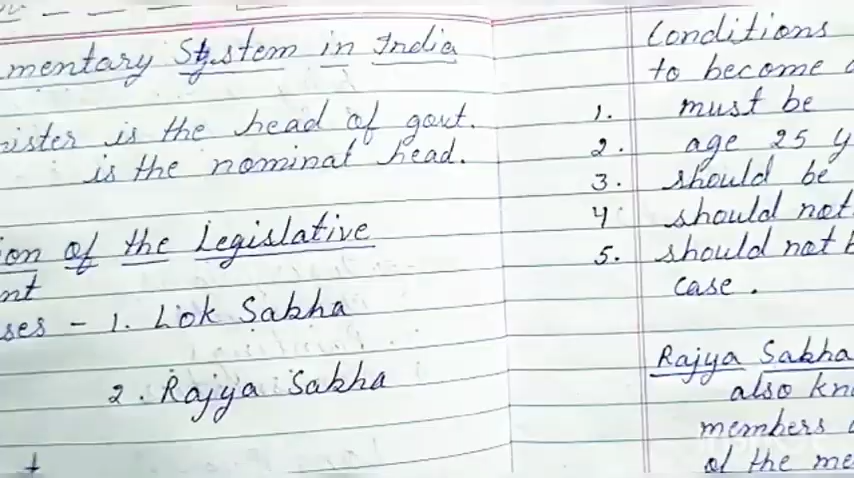 mentary System in India
nister is the head of govt.
is the nominal head.
ion of the Legislative
nt
ses - 1. Lok Sabha
2. Rajya Sabha
Conditions
to become
1. must be
2. age 25 y
3. should be
4 should not
5. should not b
case.
Rajya Sabha
also kn
members
of the me